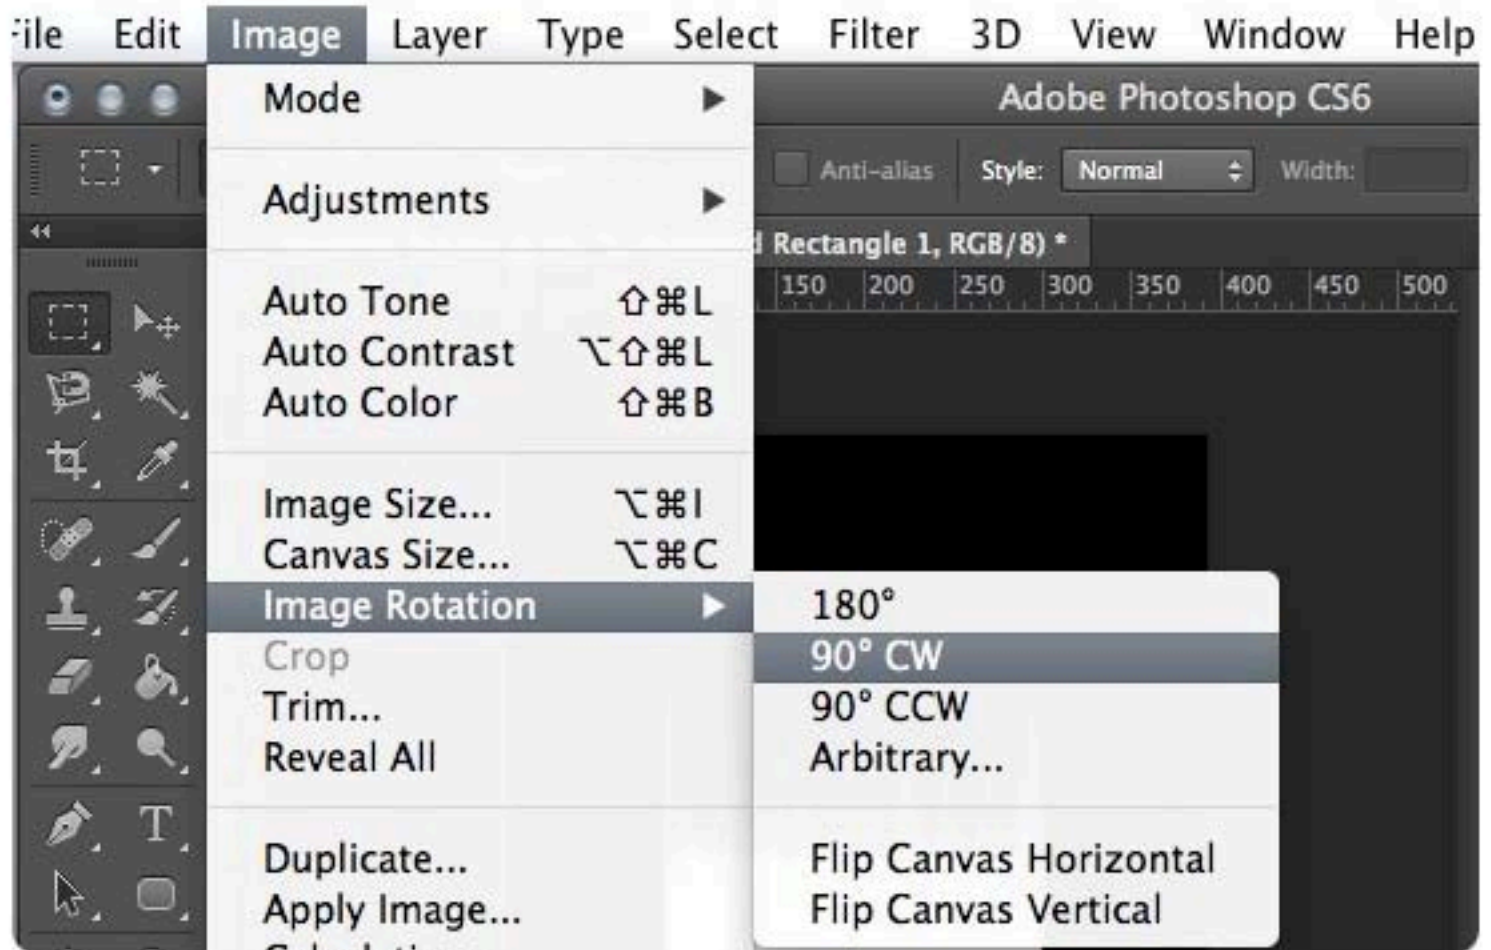 File Edit Image Layer Type Select Filter 3D View Window Help
Adobe Photoshop CS6
Anti-alias Style: Normal Width:
Rectangle 1, RGB/8) *
150 200 250 300 350 400 450 500
Mode
Adjustments
Auto Tone ⇧⌘L
Auto Contrast ⌥⇧⌘L
Auto Color ⇧⌘B
Image Size... ⌥⌘I
Canvas Size... ⌥⌘C
Image Rotation
Crop
Trim...
Reveal All
Duplicate...
Apply Image...
180°
90° CW
90° CCW
Arbitrary...
Flip Canvas Horizontal
Flip Canvas Vertical
T